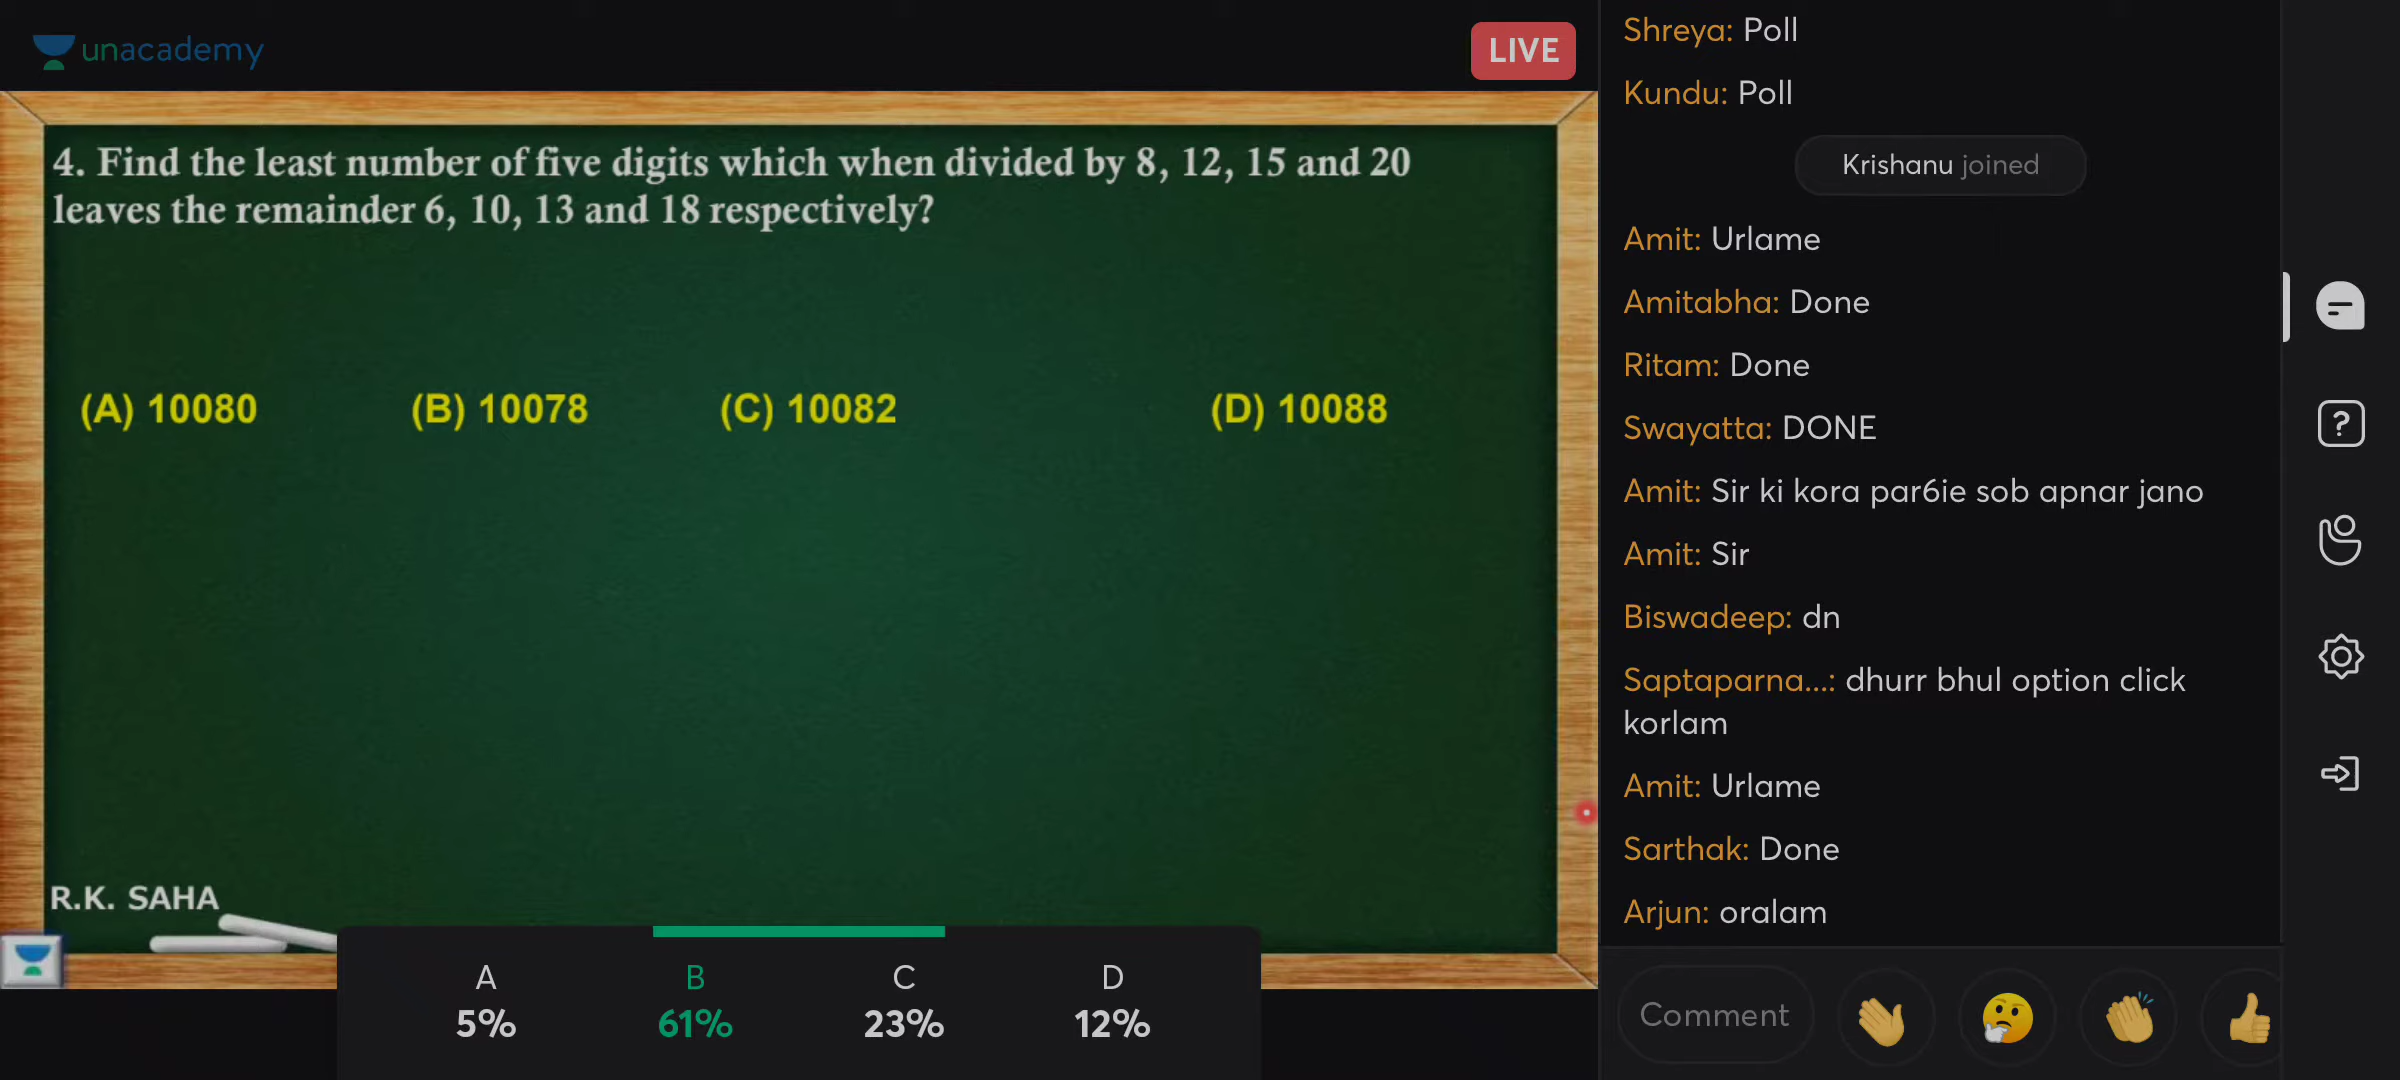 unacademy
LIVE
4. Find the least number of five digits which when divided by 8, 12, 15 and 20
leaves the remainder 6, 10, 13 and 18 respectively?
(A) 10080 (B) 10078 (C) 10082 (D) 10088
R.K. SAHA
A B C D
5% 61% 23% 12%
Shreya: Poll
Kundu: Poll
Krishanu joined
Amit: Urlame
Amitabha: Done
Ritam: Done
Swayatta: DONE
Amit: Sir ki kora par6ie sob apnar jano
Amit: Sir
Biswadeep: dn
Saptaparna...: dhurr bhul option click
korlam
Amit: Urlame
Sarthak: Done
Arjun: oralam
Comment
?